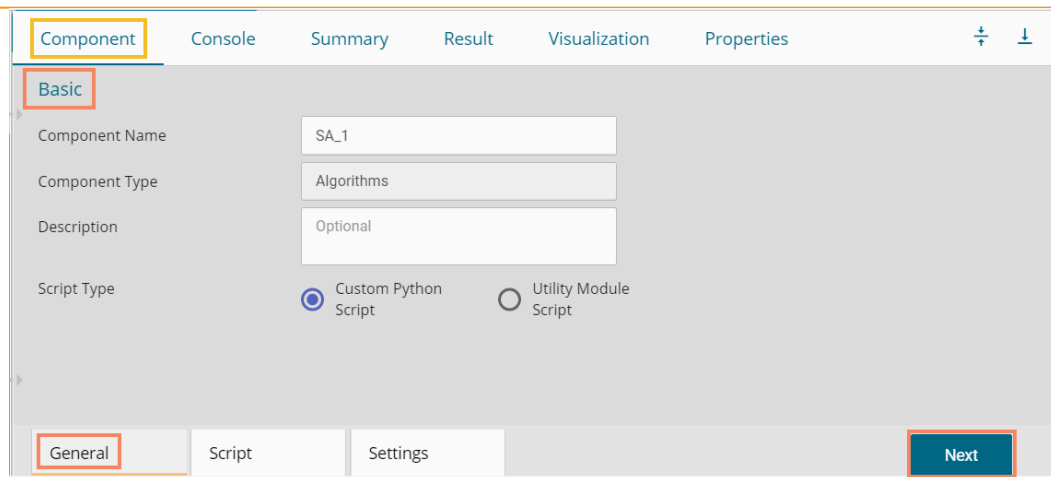 Component Console Summary Result Visualization Properties
Basic
Component Name SA_1
Component Type Algorithms
Description Optional
Script Type Custom Python Script Utility Module Script
General Script Settings Next